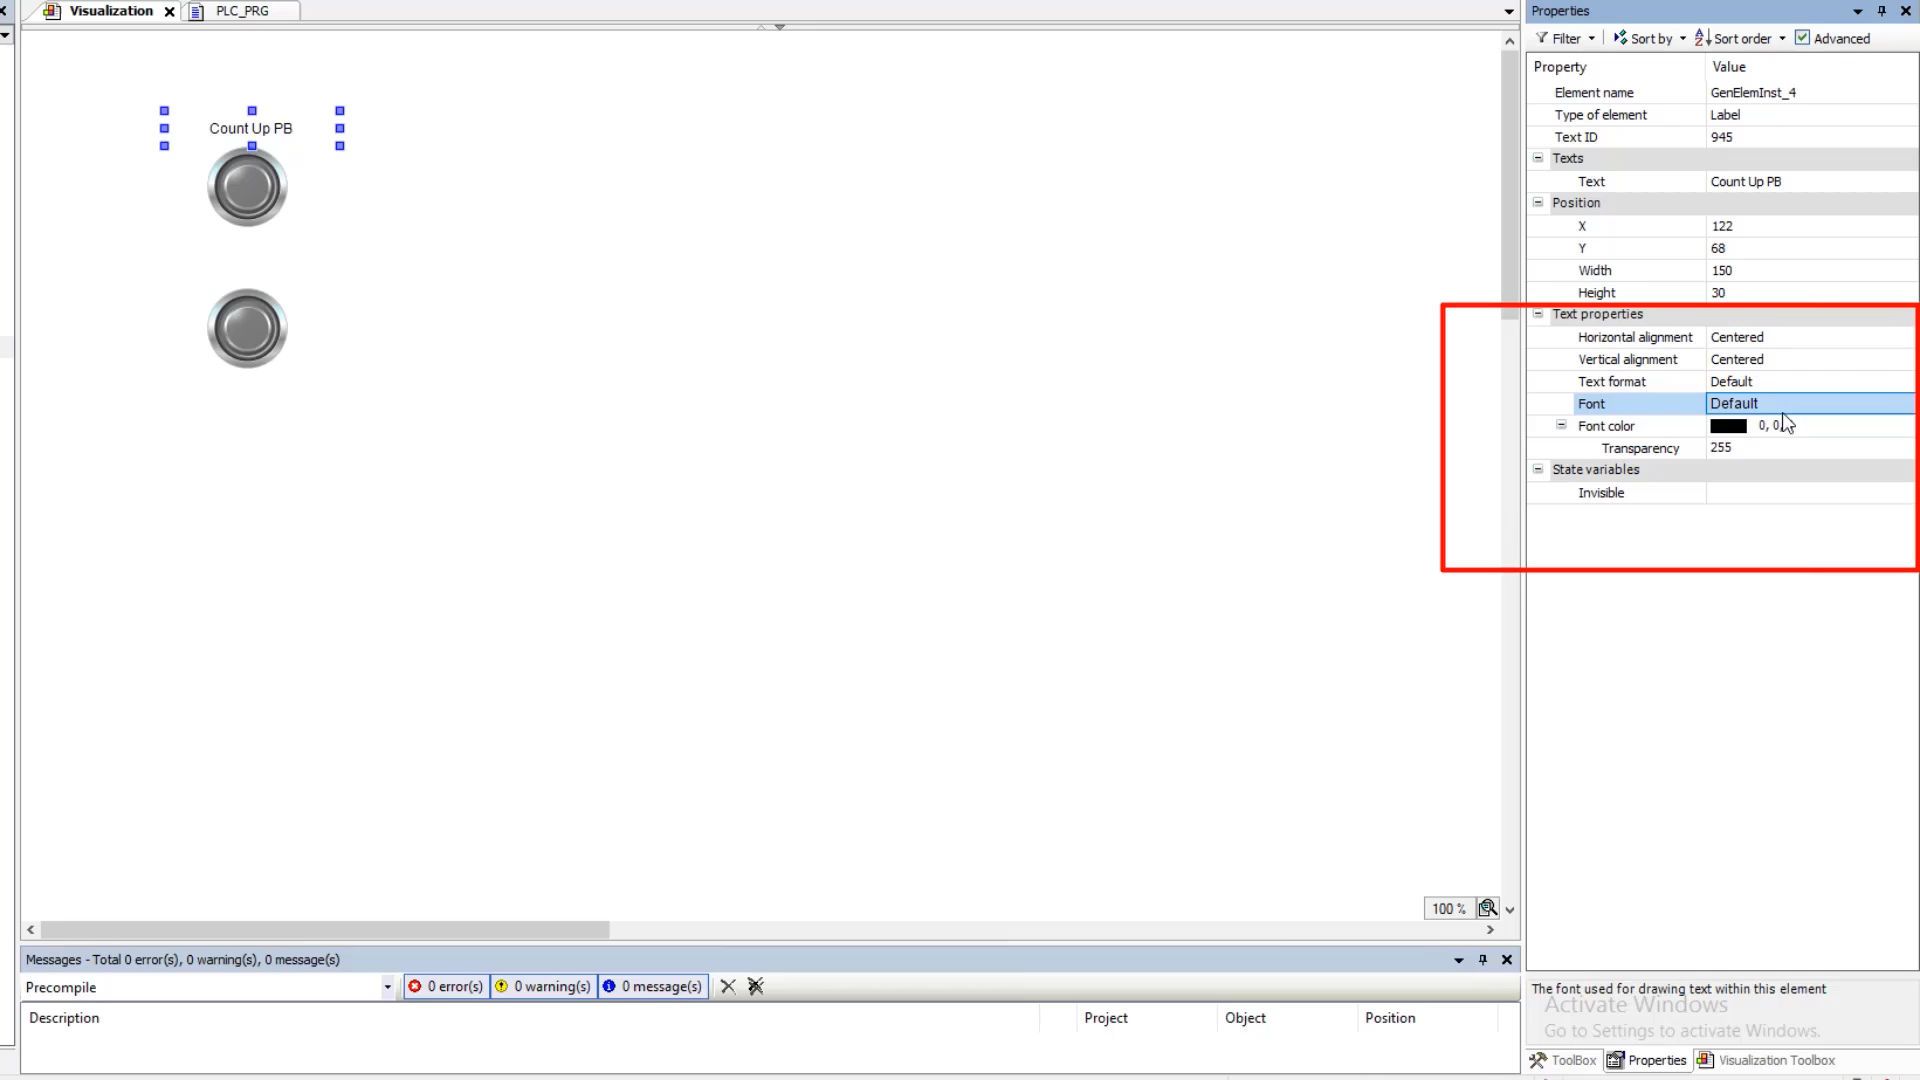 Visualization
PLC_PRG
Properties
Filter
Sort by
Sort order
Advanced
Property Value
Element name GenElemInst_4
Type of element Label
Text ID 945
Texts
Text Count Up PB
Position
X 122
Y 68
Width 150
Height 30
Text properties
Horizontal alignment Centered
Vertical alignment Centered
Text format Default
Font Default
Font color 0, 0,
Transparency 255
State variables
Invisible
Count Up PB
100 %
Messages - Total 0 error(s), 0 warning(s), 0 message(s)
Precompile 0 error(s) 0 warning(s) 0 message(s)
Description Project Object Position
The font used for drawing text within this element
Activate Windows
Go to Settings to activate Windows.
ToolBox Properties Visualization Toolbox